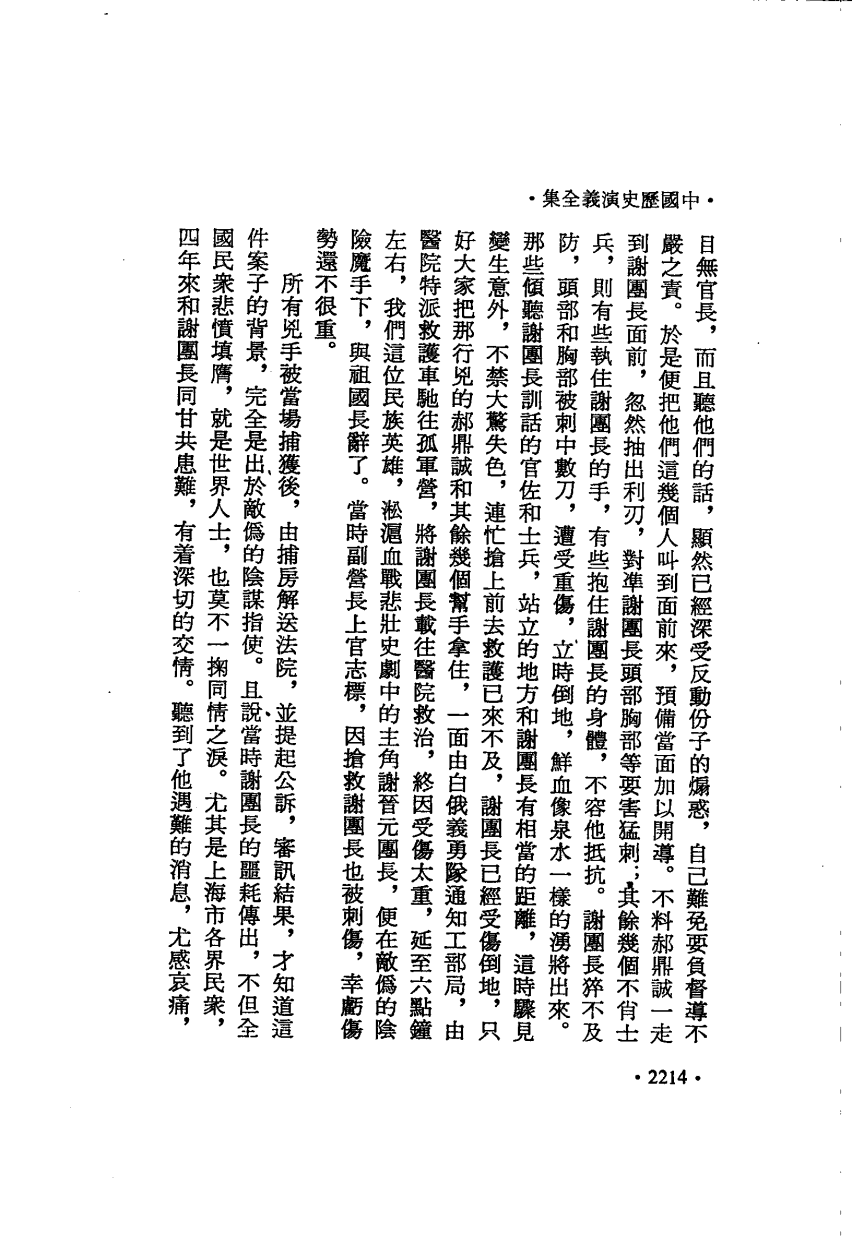 •中國歷史演義全集•
目無官長，而且聽他們的話，顯然已經深受反動份子的煽惑，自己難免要負督導不
嚴之責。於是便把他們這幾個人叫到面前來，預備當面加以開導。不料郝鼎誠一走
到謝團長面前，忽然抽出利刃，對準謝團長頭部胸部等要害猛刺；其餘幾個不肖士
兵，則有些執住謝團長的手，有些抱住謝團長的身體，不容他抵抗。謝團長猝不及
防，頭部和胸部被刺中數刀，遭受重傷，立時倒地，鮮血像泉水一樣的湧將出來。
那些傾聽謝團長訓話的官佐和士兵，站立的地方和謝團長有相當的距離，這時驟見
變生意外，不禁大驚失色，連忙搶上前去救護已來不及，謝團長已經受傷倒地，只
好大家把那行兇的郝鼎誠和其餘幾個幫手拿住，一面由白俄義勇隊通知工部局，由
醫院特派救護車馳往孤軍營，將謝團長載往醫院救治，終因受傷太重，延至六點鐘
左右，我們這位民族英雄，淞滬血戰悲壯史劇中的主角謝晉元團長，便在敵僞的陰
險魔手下，與祖國長辭了。當時副營長上官志標，因搶救謝團長也被刺傷，幸虧傷
勢還不很重。
所有兇手被當場捕獲後，由捕房解送法院，並提起公訴，審訊結果，才知道這
件案子的背景，完全是出於敵僞的陰謀指使。且說當時謝團長的噩耗傳出，不但全
國民衆悲憤填膺，就是世界人士，也莫不一掬同情之淚。尤其是上海市各界民衆，
四年來和謝團長同甘共患難，有着深切的交情。聽到了他遇難的消息，尤感哀痛，
•2214•